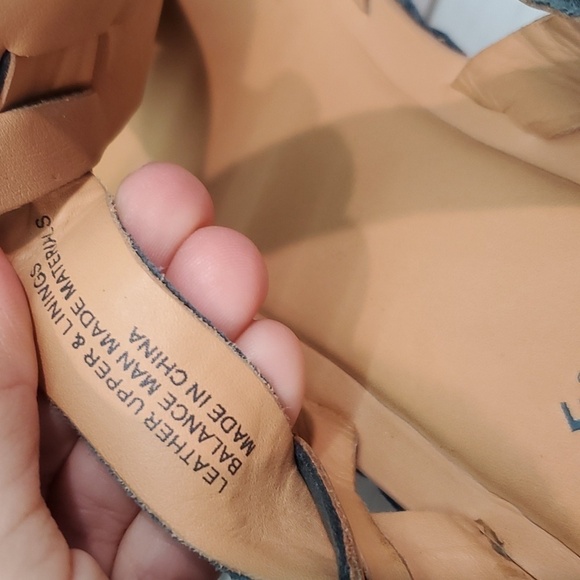 LEATHER UPPER & LININGS
BALANCE MAN MADE MATERIALS
MADE IN CHINA